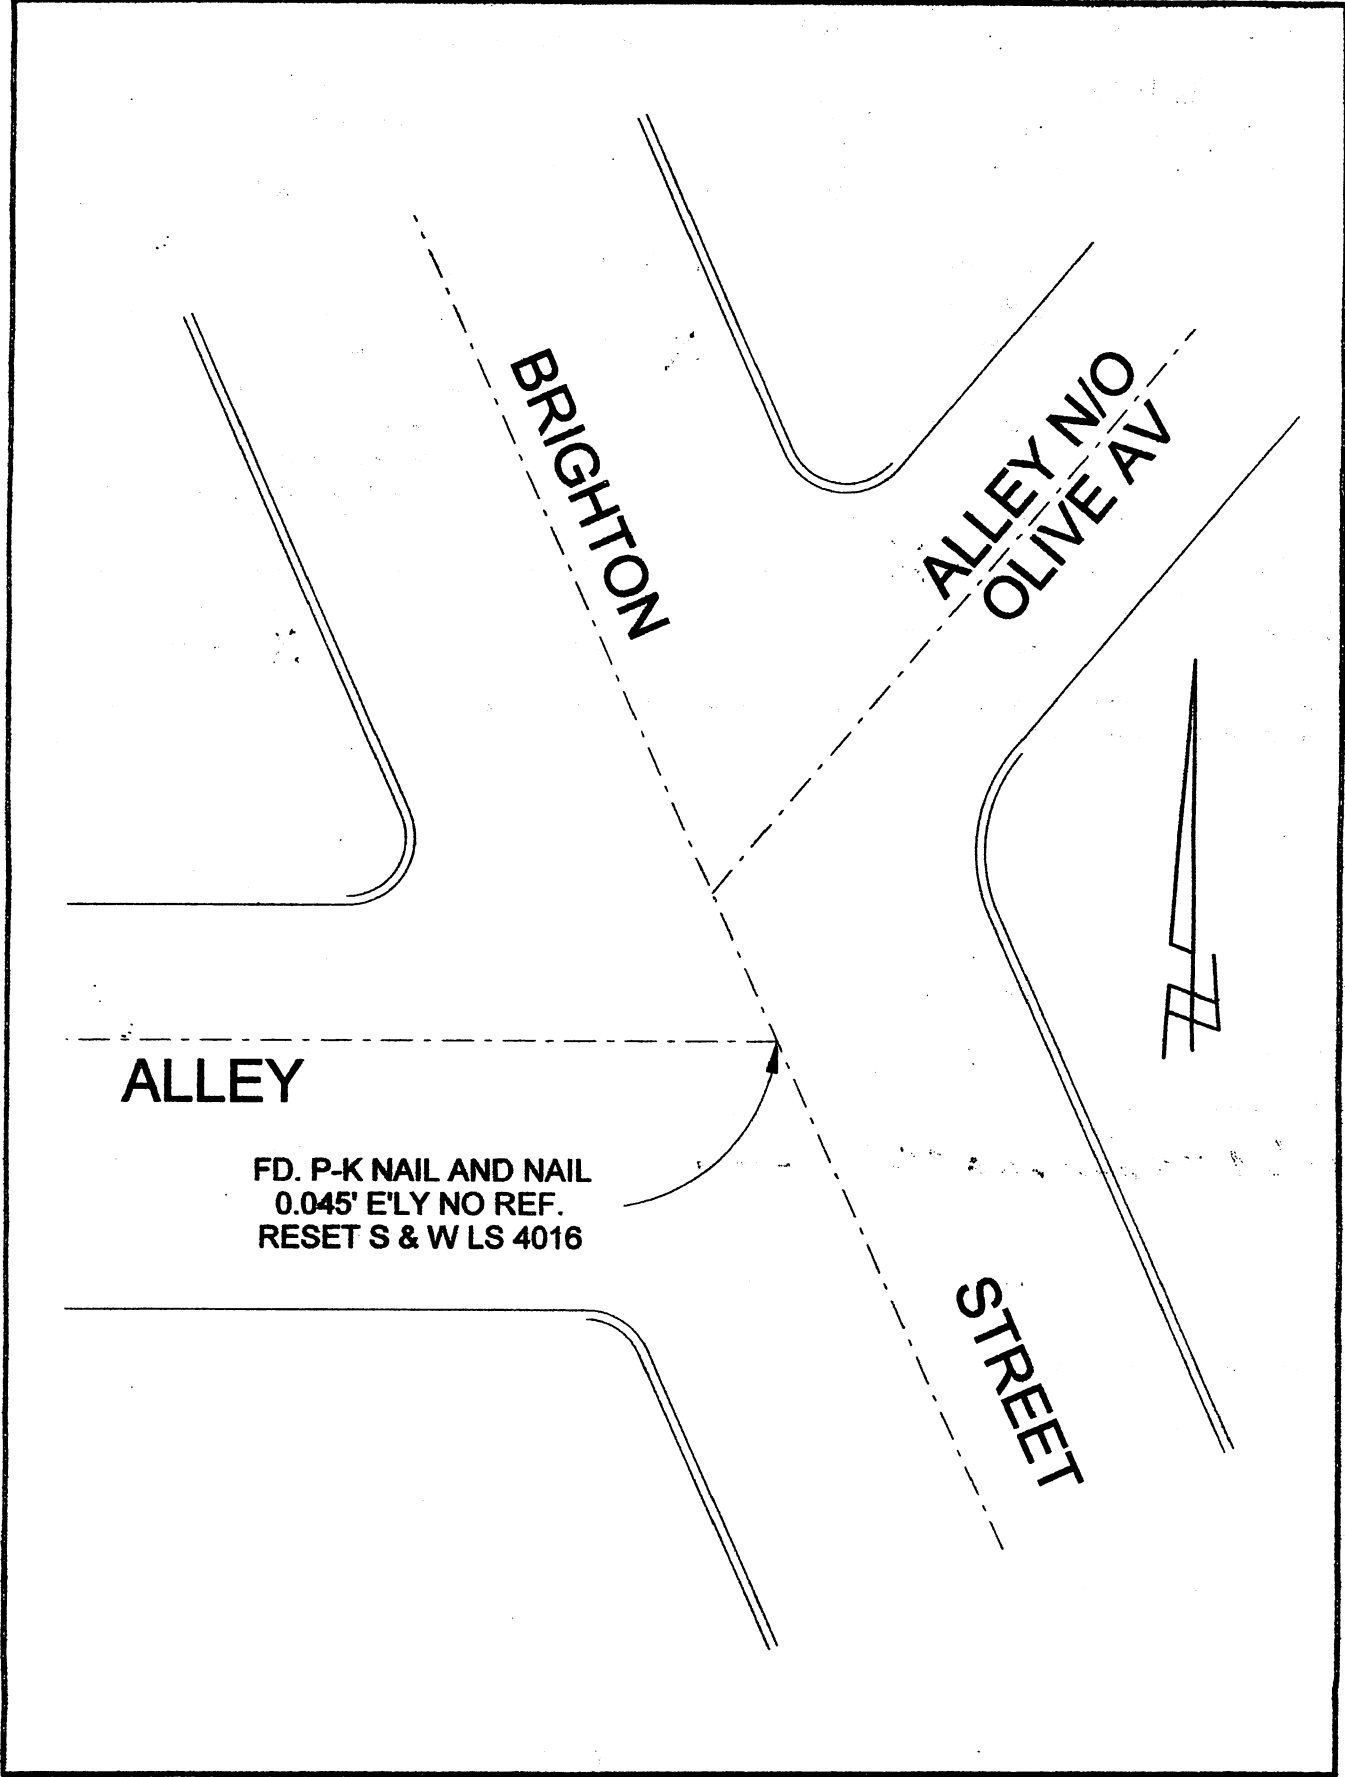 BRIGHTON
ALLEY N/O
OLIVE AV
ALLEY
FD. P-K NAIL AND NAIL
0.045' E'LY NO REF.
RESET S & W LS 4016
STREET
N